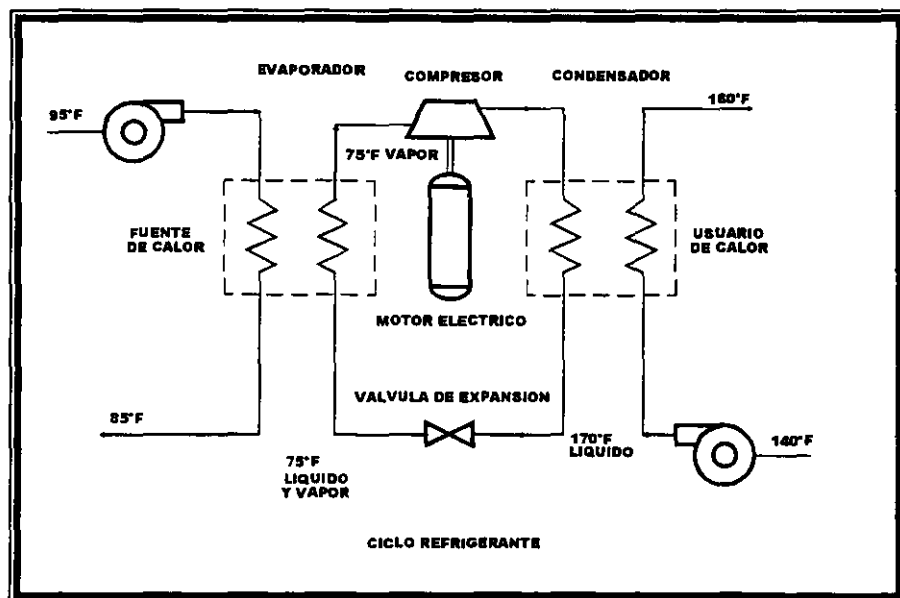 EVAPORADOR
COMPRESOR
CONDENSADOR
95°F
160°F
75°F VAPOR
FUENTE
DE CALOR
USUARIO
DE CALOR
MOTOR ELECTRICO
VALVULA DE EXPANSION
85°F
75°F
LIQUIDO
Y VAPOR
170°F
LIQUIDO
140°F
CICLO REFRIGERANTE